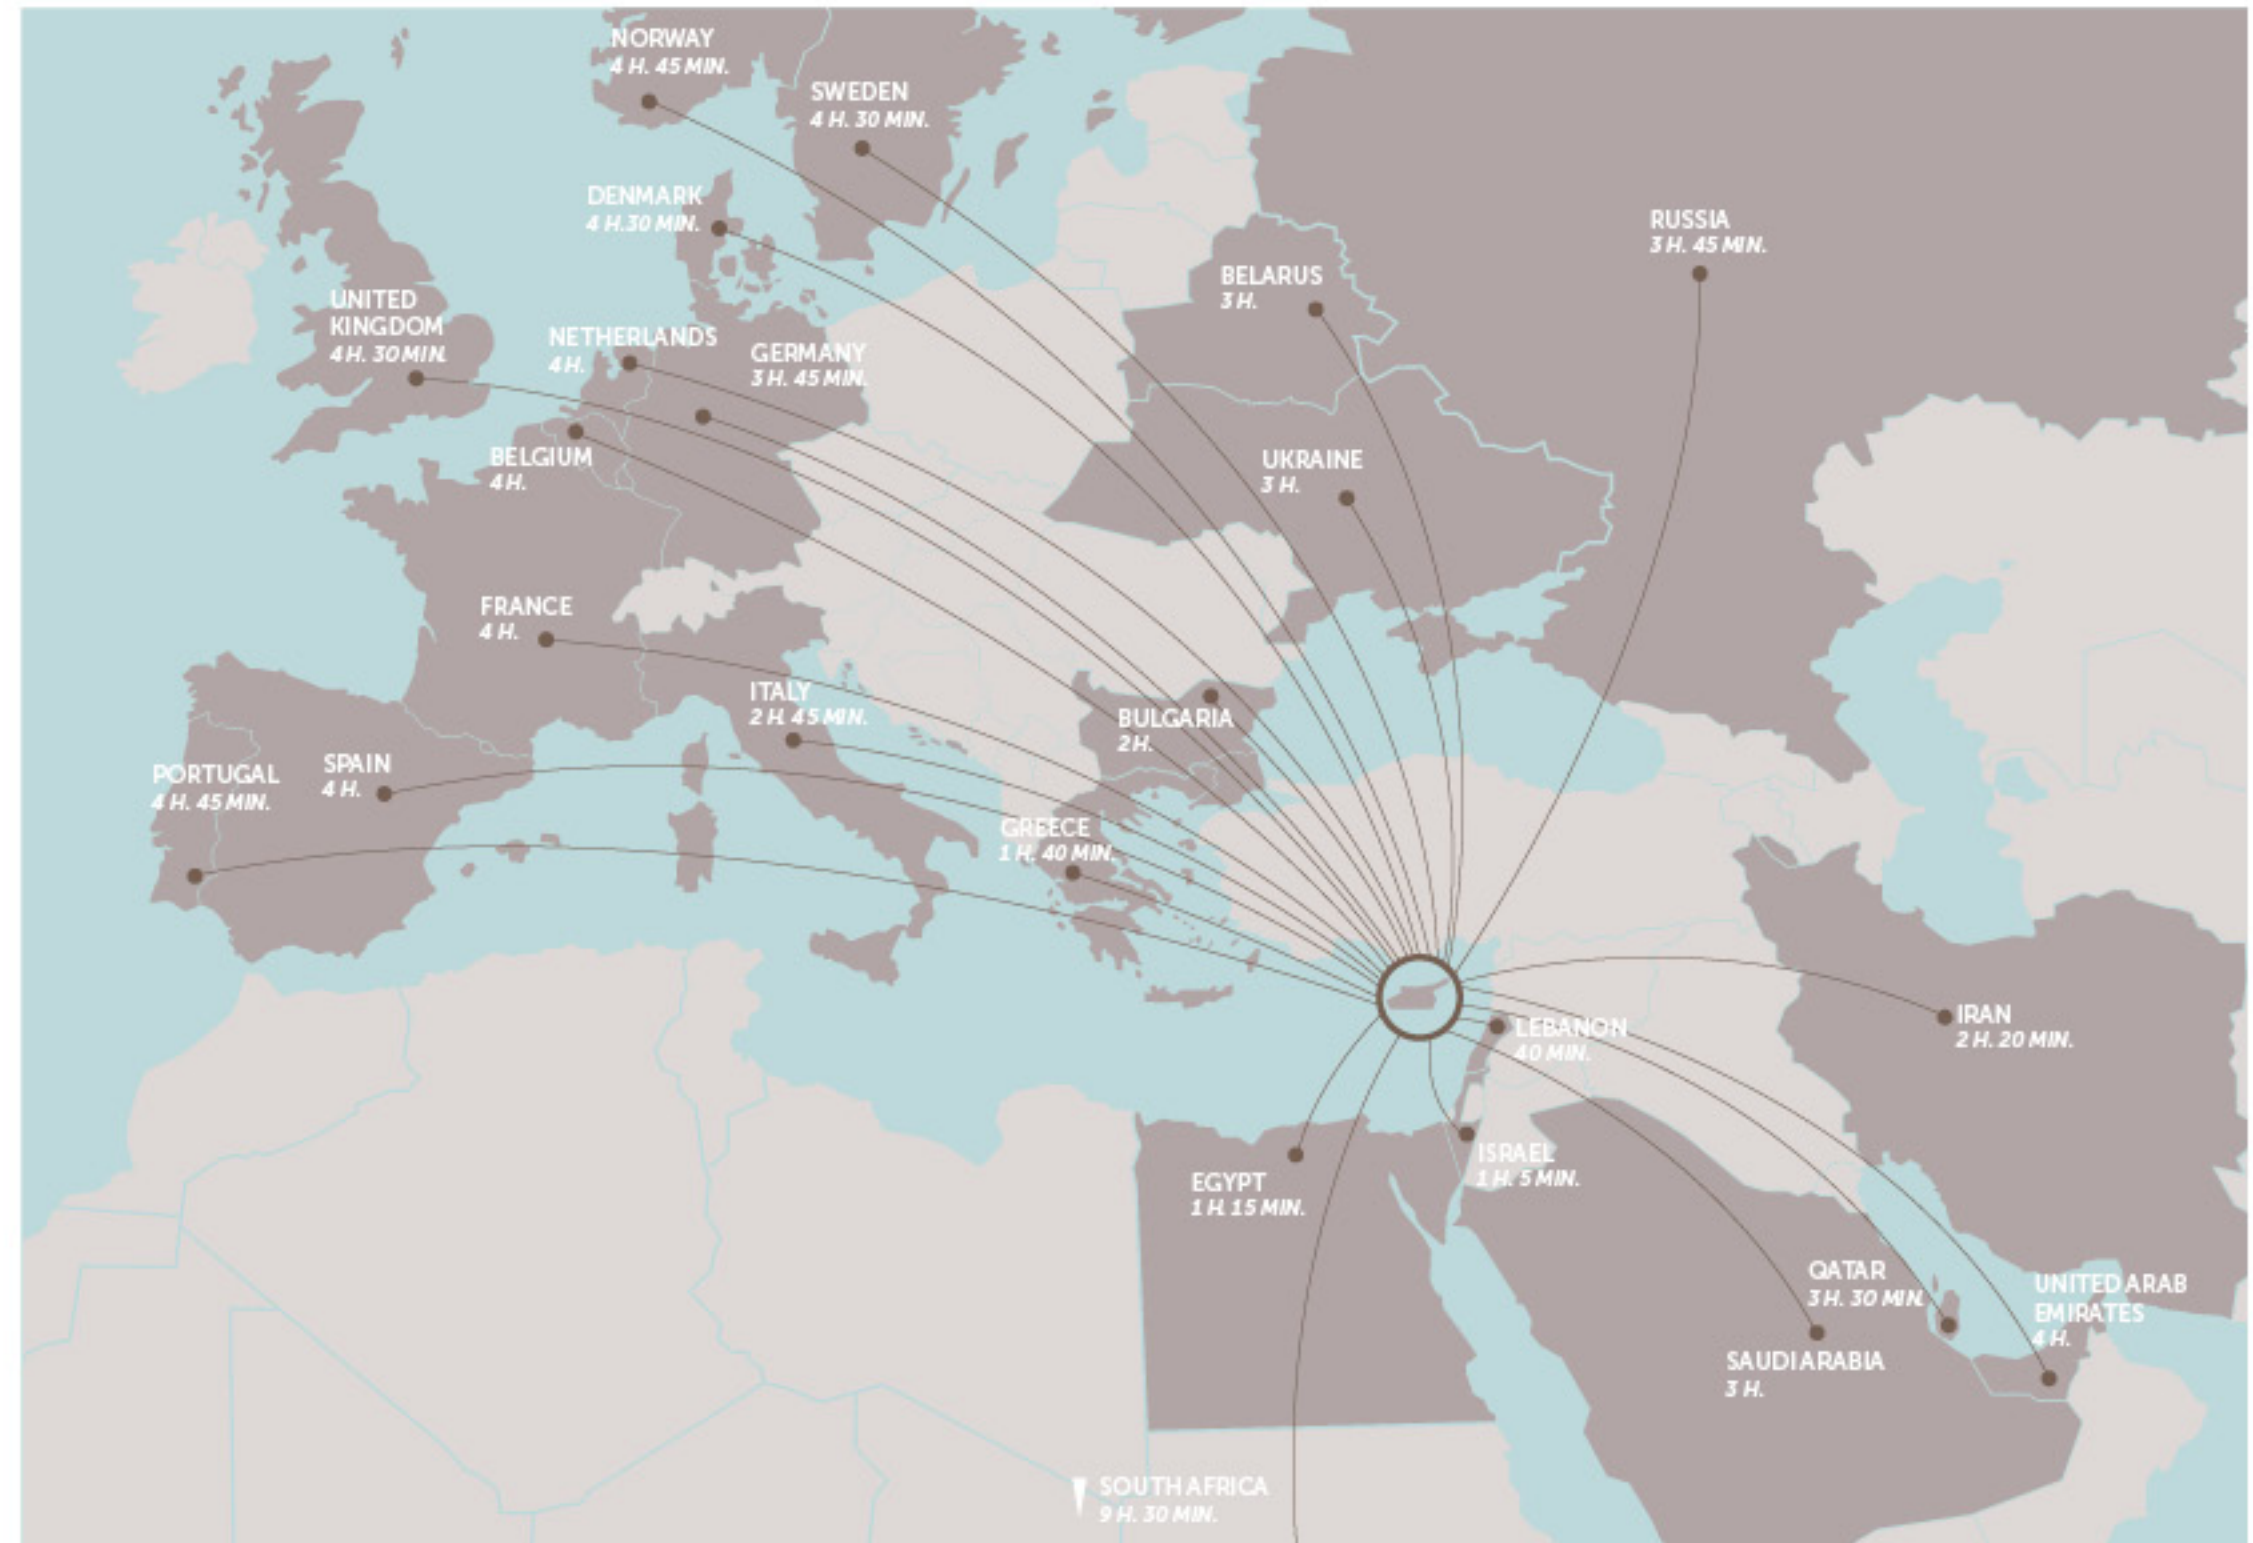 NORWAY
4 H. 45 MIN.
SWEDEN
4 H. 30 MIN.
DENMARK
4 H.30 MIN.
RUSSIA
3 H. 45 MIN.
BELARUS
3 H.
UNITED
KINGDOM
4 H. 30 MIN.
NETHERLANDS
4 H.
GERMANY
3 H. 45 MIN.
BELGIUM
4 H.
UKRAINE
3 H.
FRANCE
4 H.
ITALY
2 H. 45 MIN.
BULGARIA
2 H.
SPAIN
4 H.
PORTUGAL
4 H. 45 MIN.
GREECE
1 H. 40 MIN.
IRAN
2 H. 20 MIN.
LEBANON
40 MIN.
ISRAEL
1 H. 5 MIN.
EGYPT
1 H. 15 MIN.
QATAR
3 H. 30 MIN.
UNITED ARAB
EMIRATES
4 H.
SAUDI ARABIA
3 H.
SOUTH AFRICA
9 H. 30 MIN.